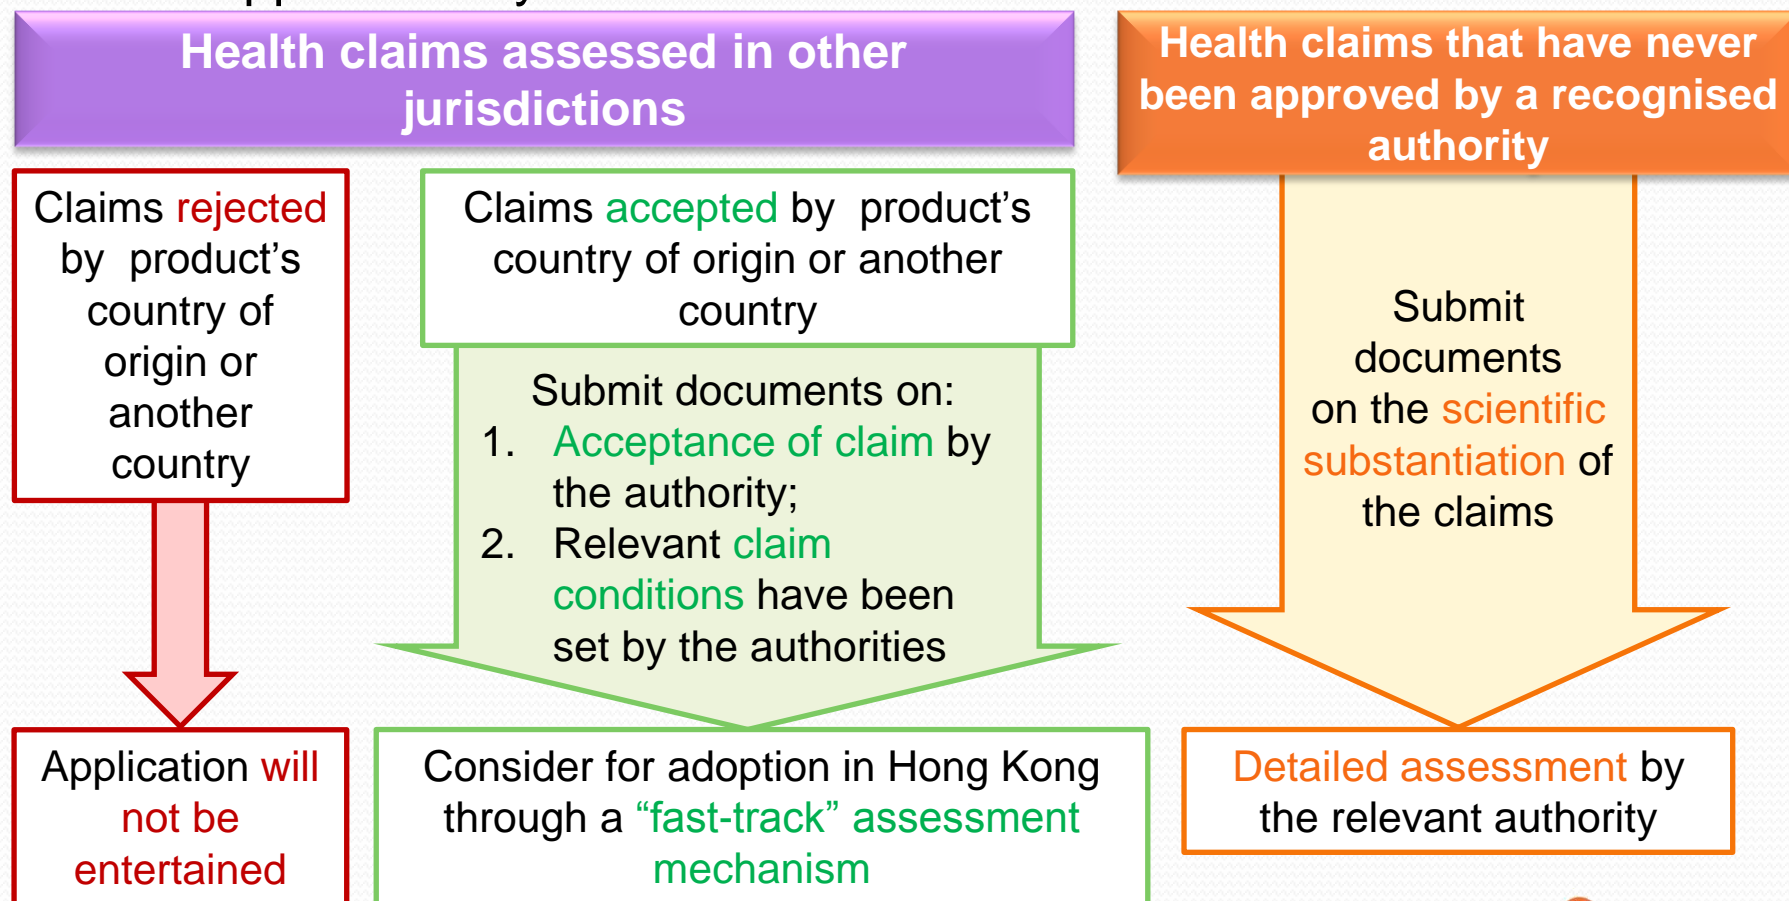 Health claims assessed in other
jurisdictions
Health claims that have never
been approved by a recognised
authority
Claims rejected
by product's
country of
origin or
another
country
Claims accepted by product's
country of origin or another
country
Submit documents on:
1. Acceptance of claim by
the authority;
2. Relevant claim
conditions have been
set by the authorities
Submit
documents
on the scientific
substantiation of
the claims
Application will
not be
entertained
Consider for adoption in Hong Kong
through a “fast-track” assessment
mechanism
Detailed assessment by
the relevant authority